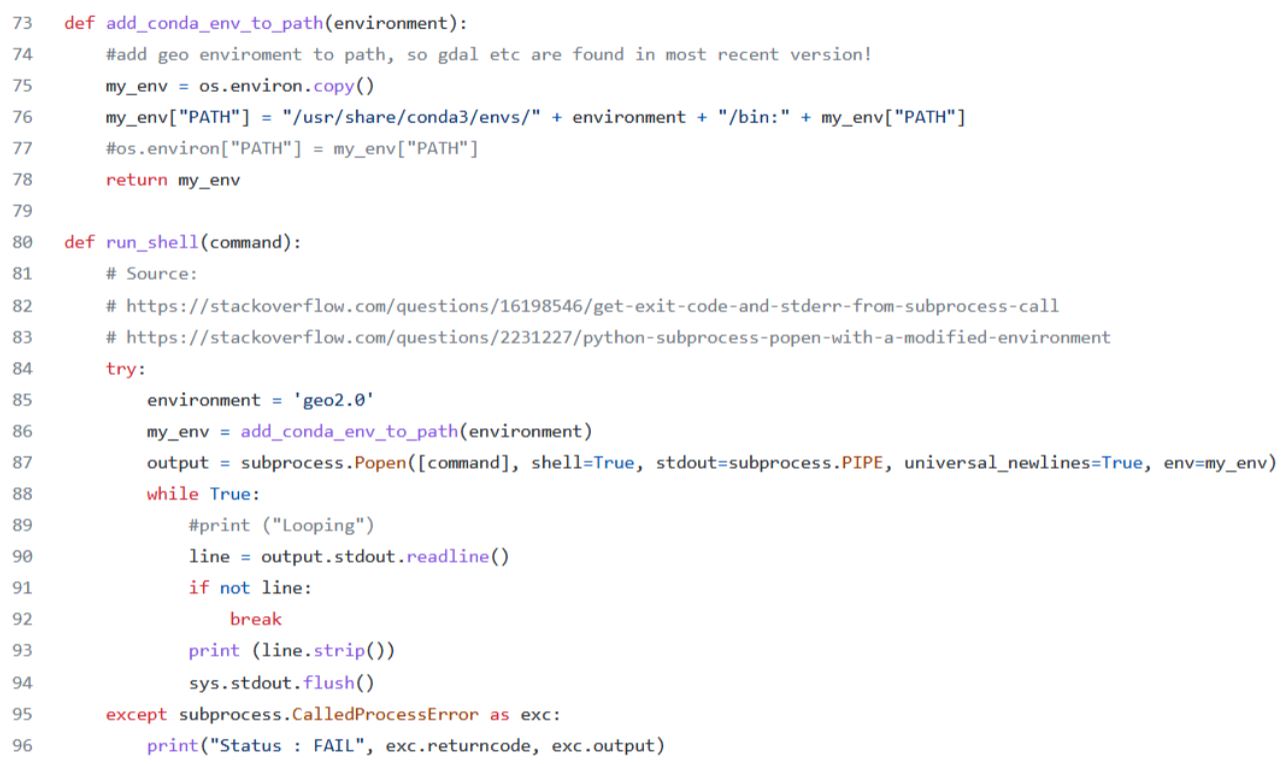 73 def add_conda_env_to_path(environment):
74     #add geo enviroment to path, so gdal etc are found in most recent version!
75     my_env = os.environ.copy()
76     my_env["PATH"] = "/usr/share/conda3/envs/" + environment + "/bin:" + my_env["PATH"]
77     #os.environ["PATH"] = my_env["PATH"]
78     return my_env
79
80 def run_shell(command):
81     # Source:
82     # https://stackoverflow.com/questions/16198546/get-exit-code-and-stderr-from-subprocess-call
83     # https://stackoverflow.com/questions/2231227/python-subprocess-popen-with-a-modified-environment
84     try:
85         environment = 'geo2.0'
86         my_env = add_conda_env_to_path(environment)
87         output = subprocess.Popen([command], shell=True, stdout=subprocess.PIPE, universal_newlines=True, env=my_env)
88         while True:
89             #print ("Looping")
90             line = output.stdout.readline()
91             if not line:
92                 break
93             print (line.strip())
94             sys.stdout.flush()
95     except subprocess.CalledProcessError as exc:
96         print("Status : FAIL", exc.returncode, exc.output)